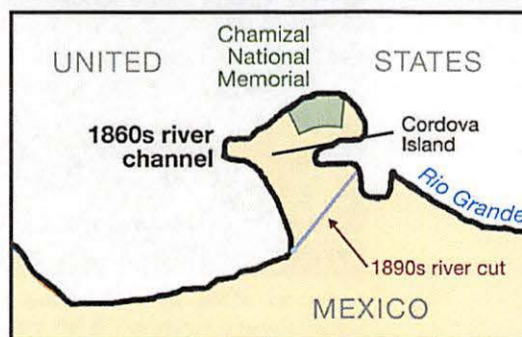 Chamizal
National
Memorial
UNITED
STATES
1860s river
channel
Cordova
Island
Rio Grande
1890s river cut
MEXICO